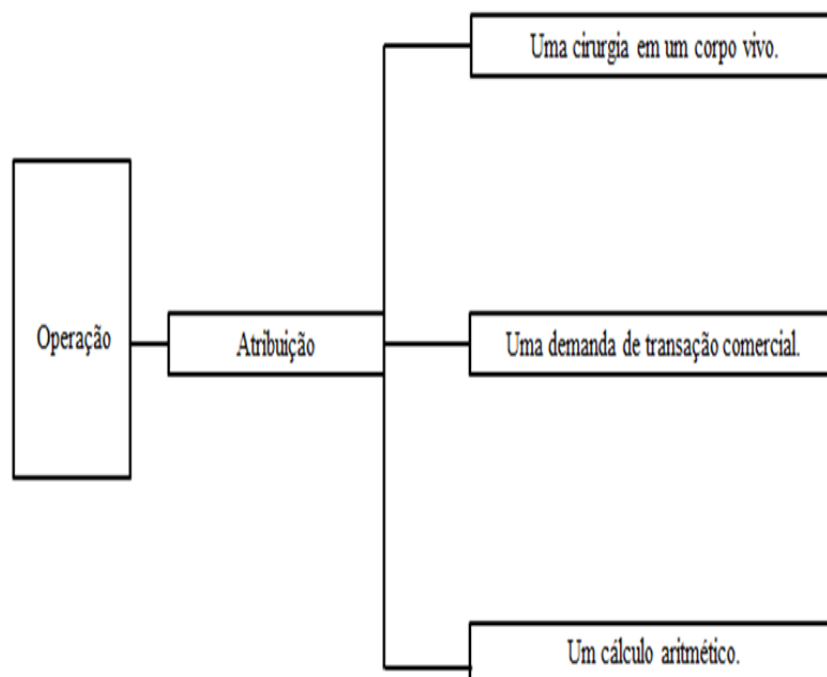 Uma cirurgia em um corpo vivo.
Operação
Atribuição
Uma demanda de transação comercial.
Um cálculo aritmético.